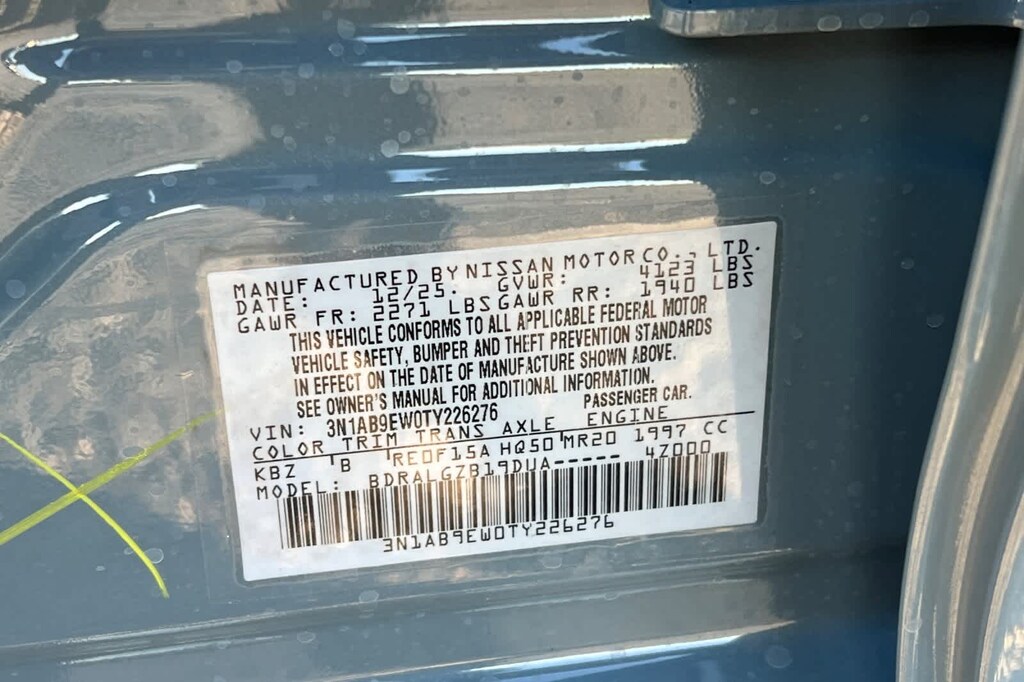 MANUFACTURED BY NISSAN MOTOR CO., LTD.
DATE: 12/25. GVWR: 4123 LBS
GAWR FR: 2271 LBS GAWR RR: 1940 LBS
THIS VEHICLE CONFORMS TO ALL APPLICABLE FEDERAL MOTOR
VEHICLE SAFETY, BUMPER AND THEFT PREVENTION STANDARDS
IN EFFECT ON THE DATE OF MANUFACTURE SHOWN ABOVE.
SEE OWNER'S MANUAL FOR ADDITIONAL INFORMATION.
VIN: 3N1AB9EW0TY226276 PASSENGER CAR.
COLOR TRIM TRANS AXLE ENGINE
KBZ B RE0F15A HQ50 MR20 1997 CC
MODEL: BDRALGZB19DUA----- 4Z000
3N1AB9EW0TY226276